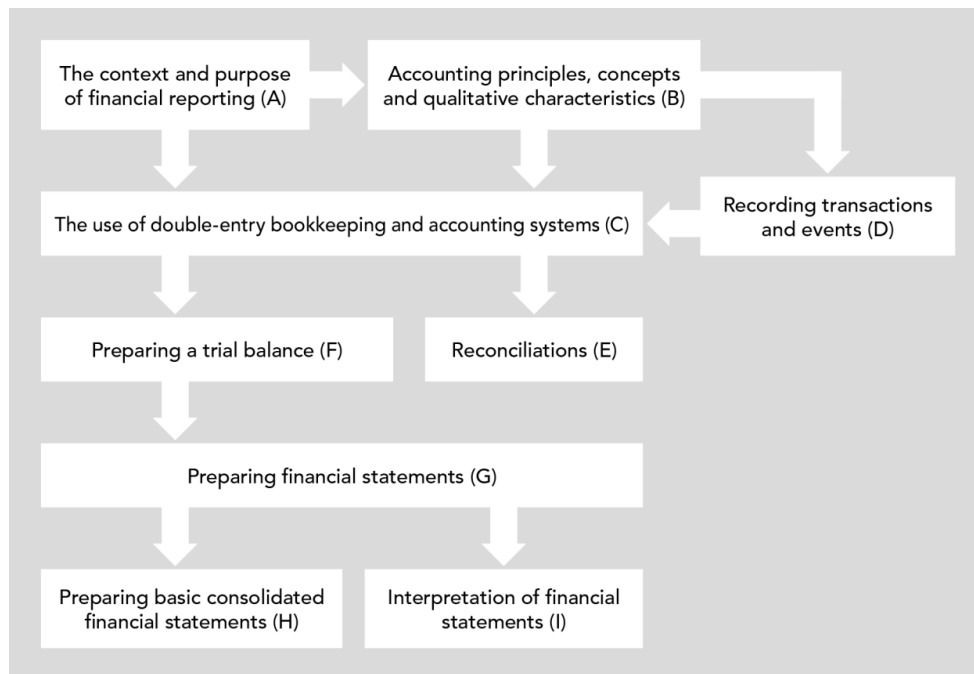 The context and purpose
of financial reporting (A)
Accounting principles, concepts
and qualitative characteristics (B)
The use of double-entry bookkeeping and accounting systems (C)
Recording transactions
and events (D)
Preparing a trial balance (F)
Reconciliations (E)
Preparing financial statements (G)
Preparing basic consolidated
financial statements (H)
Interpretation of financial
statements (I)